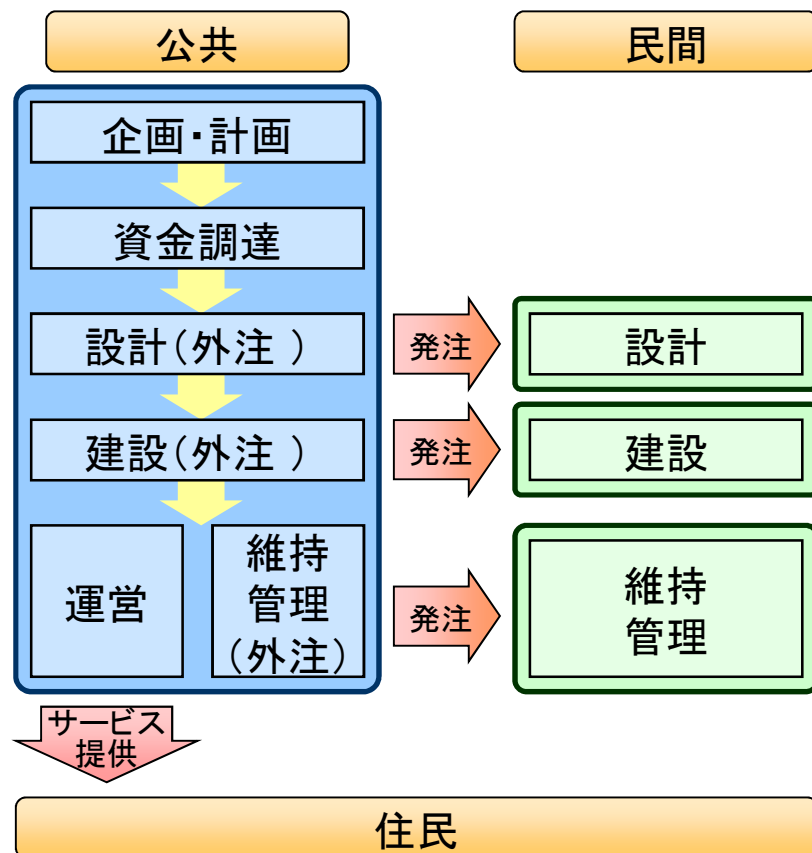 公共
民間
企画・計画
資金調達
設計（外注 ）
発注
設計
建設（外注 ）
発注
建設
運営
維持
管理
（外注）
発注
維持
管理
サービス
提供
住民